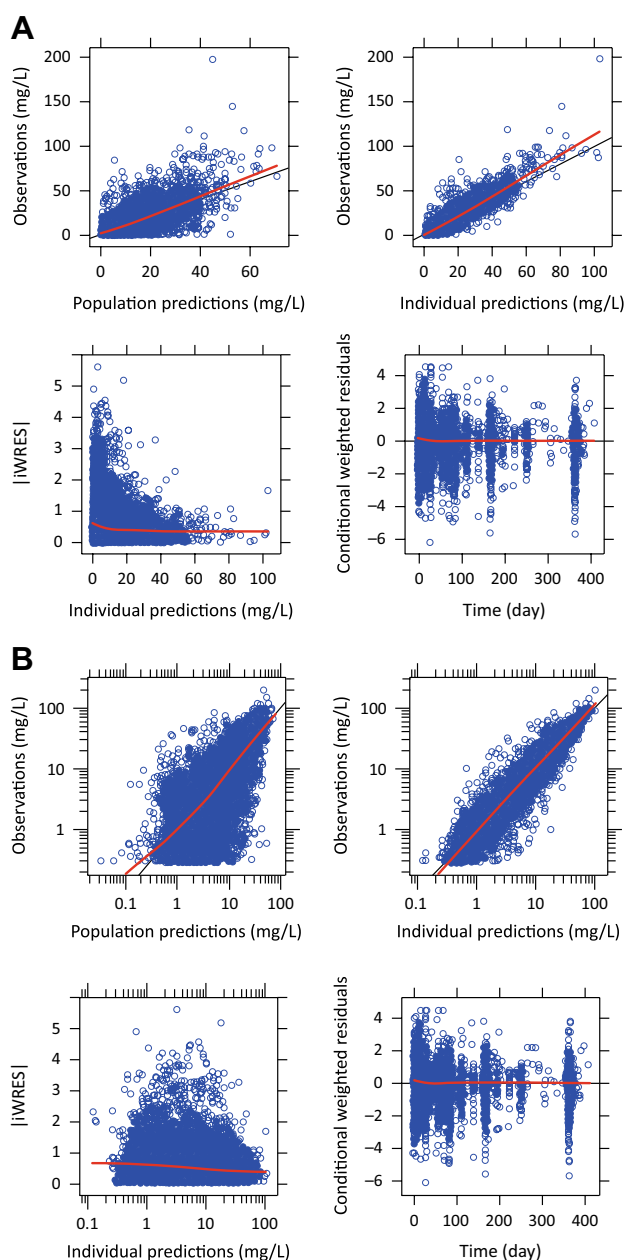 A
Observations (mg/L)
200
150
100
50
0
0 20 40 60
Population predictions (mg/L)
Observations (mg/L)
200
150
100
50
0
0 20 40 60 80 100
Individual predictions (mg/L)
|iWRES|
5
4
3
2
1
0
0 20 40 60 80 100
Individual predictions (mg/L)
Conditional weighted residuals
4
2
0
−2
−4
−6
0 100 200 300 400
Time (day)
B
Observations (mg/L)
100
10
1
0.1 1 10 100
Population predictions (mg/L)
Observations (mg/L)
100
10
1
0.1 1 10 100
Individual predictions (mg/L)
|iWRES|
5
4
3
2
1
0
0.1 1 10 100
Individual predictions (mg/L)
Conditional weighted residuals
4
2
0
−2
−4
−6
0 100 200 300 400
Time (day)